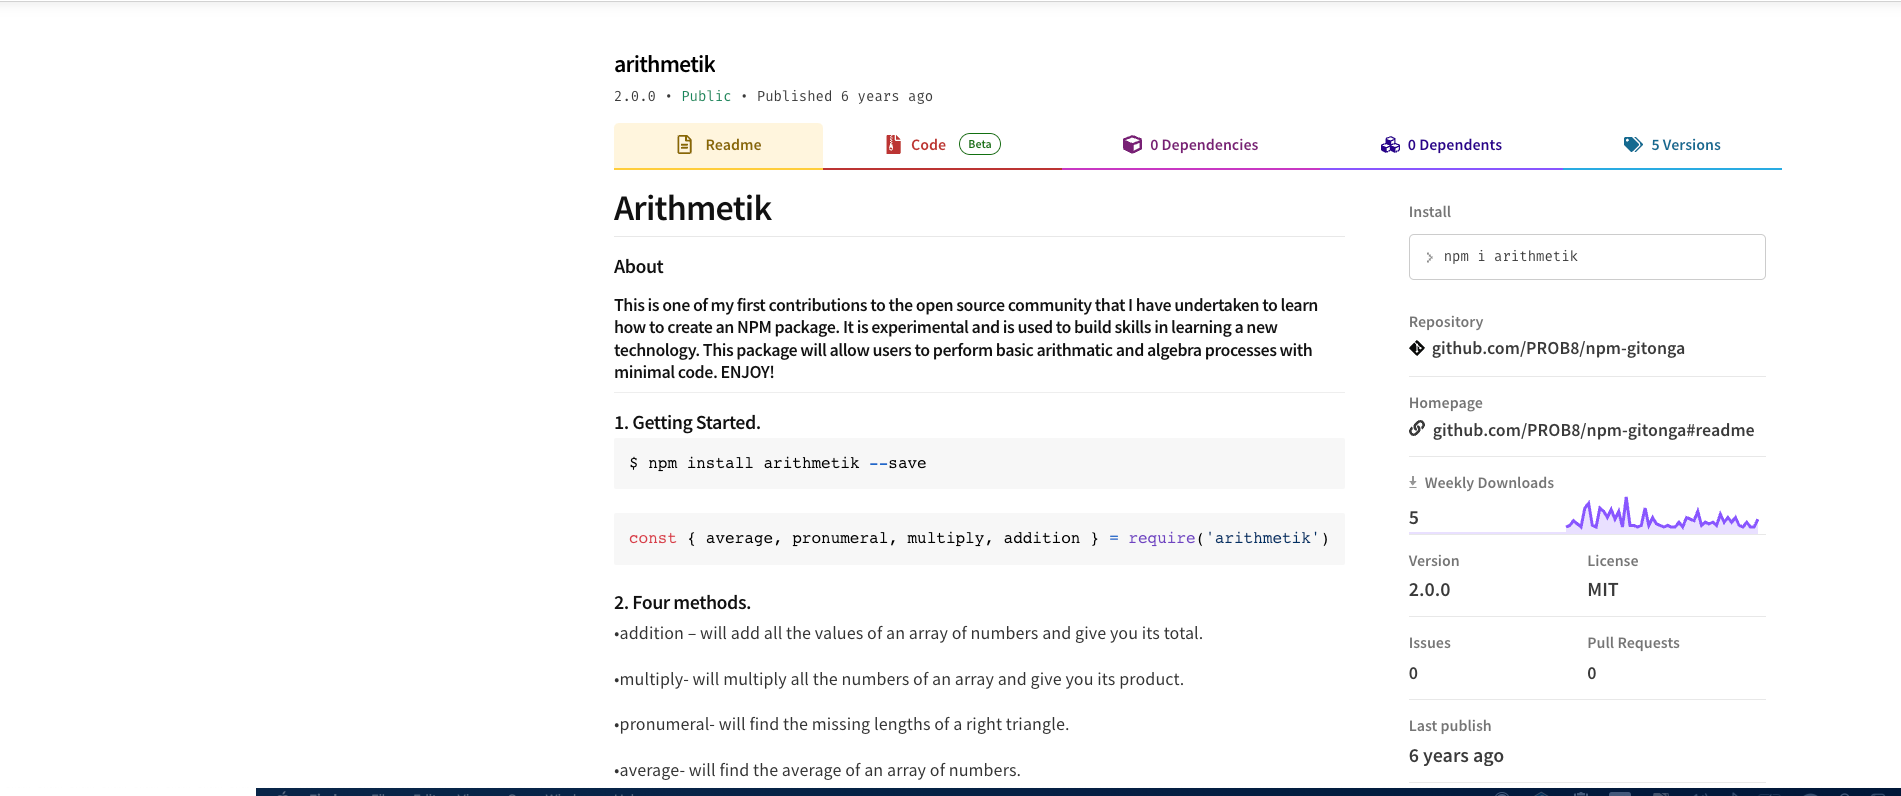 arithmetik
2.0.0 • Public • Published 6 years ago
Readme
Code Beta
0 Dependencies
0 Dependents
5 Versions
Arithmetik
About
This is one of my first contributions to the open source community that I have undertaken to learn
how to create an NPM package. It is experimental and is used to build skills in learning a new
technology. This package will allow users to perform basic arithmatic and algebra processes with
minimal code. ENJOY!
1. Getting Started.
$ npm install arithmetik --save
const { average, pronumeral, multiply, addition } = require('arithmetik')
2. Four methods.
•addition – will add all the values of an array of numbers and give you its total.
•multiply- will multiply all the numbers of an array and give you its product.
•pronumeral- will find the missing lengths of a right triangle.
•average- will find the average of an array of numbers.
Install
npm i arithmetik
Repository
github.com/PROB8/npm-gitonga
Homepage
github.com/PROB8/npm-gitonga#readme
Weekly Downloads
5
Version
2.0.0
License
MIT
Issues
0
Pull Requests
0
Last publish
6 years ago